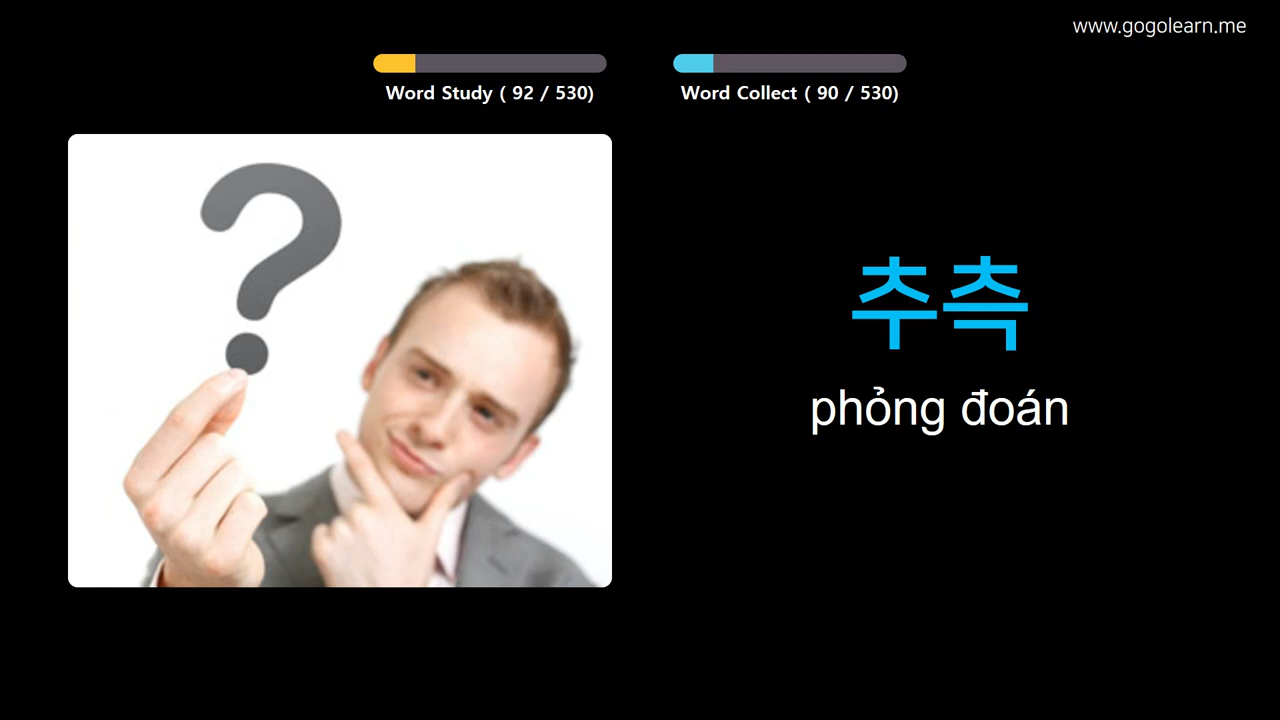 www.gogolearn.me
Word Study ( 92 / 530)
Word Collect ( 90 / 530)
추측
phỏng đoán